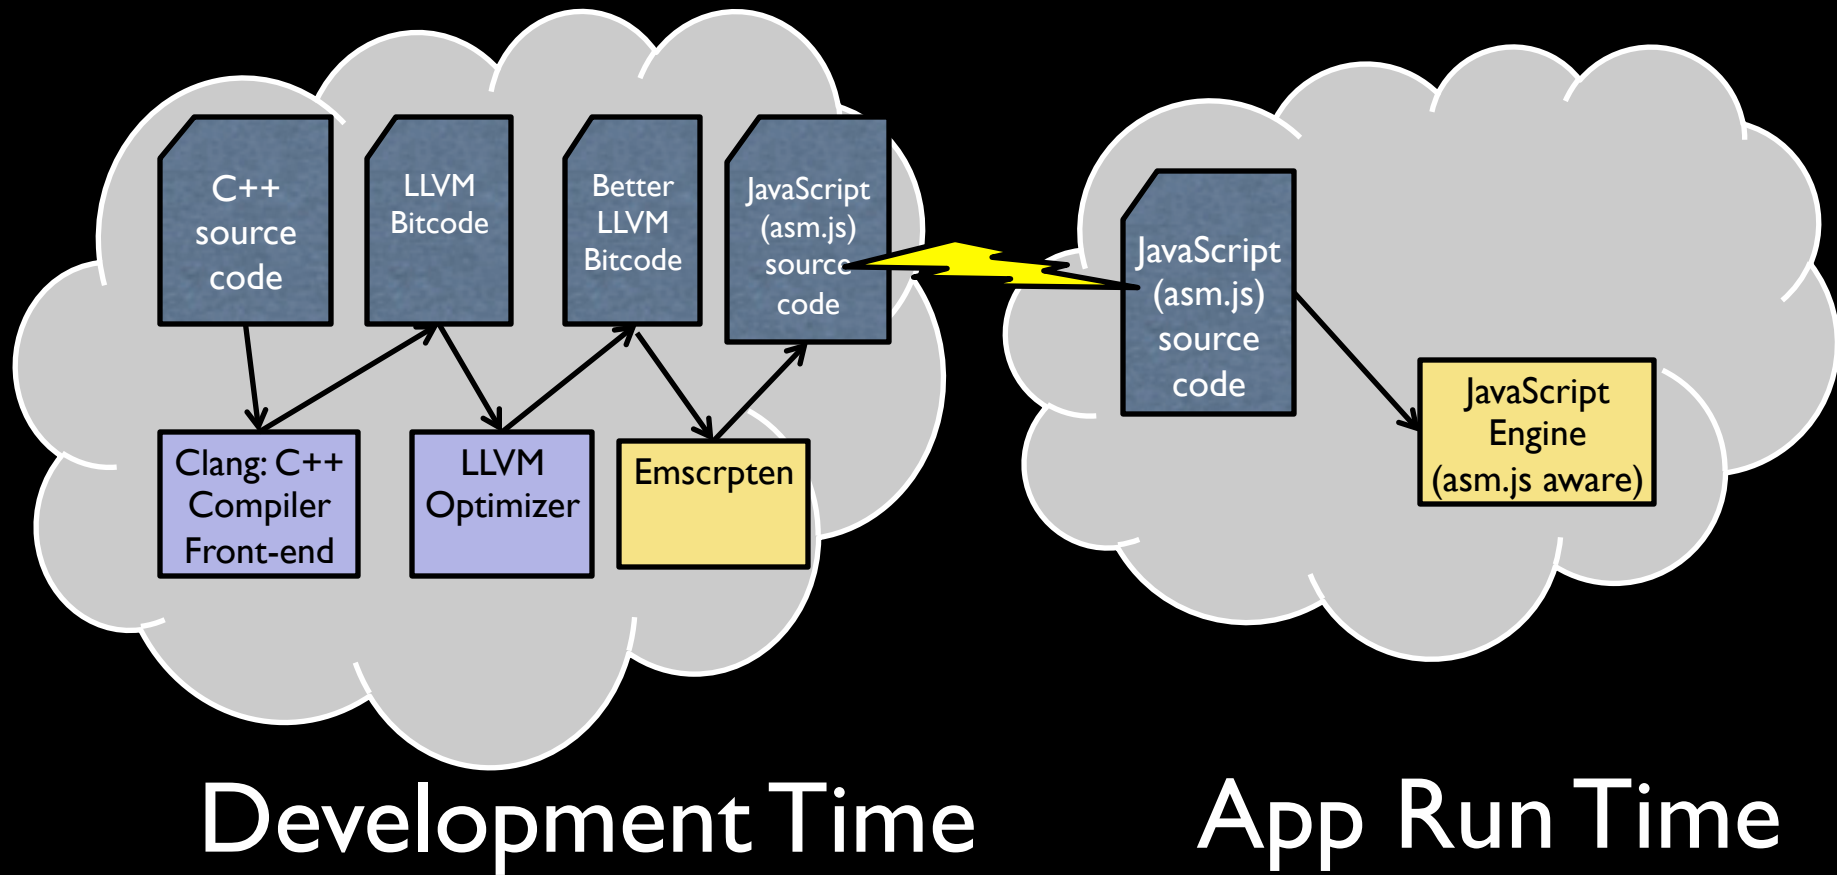 C++
source
code
LLVM
Bitcode
Better
LLVM
Bitcode
JavaScript
(asm.js)
source
code
Clang: C++
Compiler
Front-end
LLVM
Optimizer
Emscrpten
JavaScript
(asm.js)
source
code
JavaScript
Engine
(asm.js aware)
Development Time
App Run Time